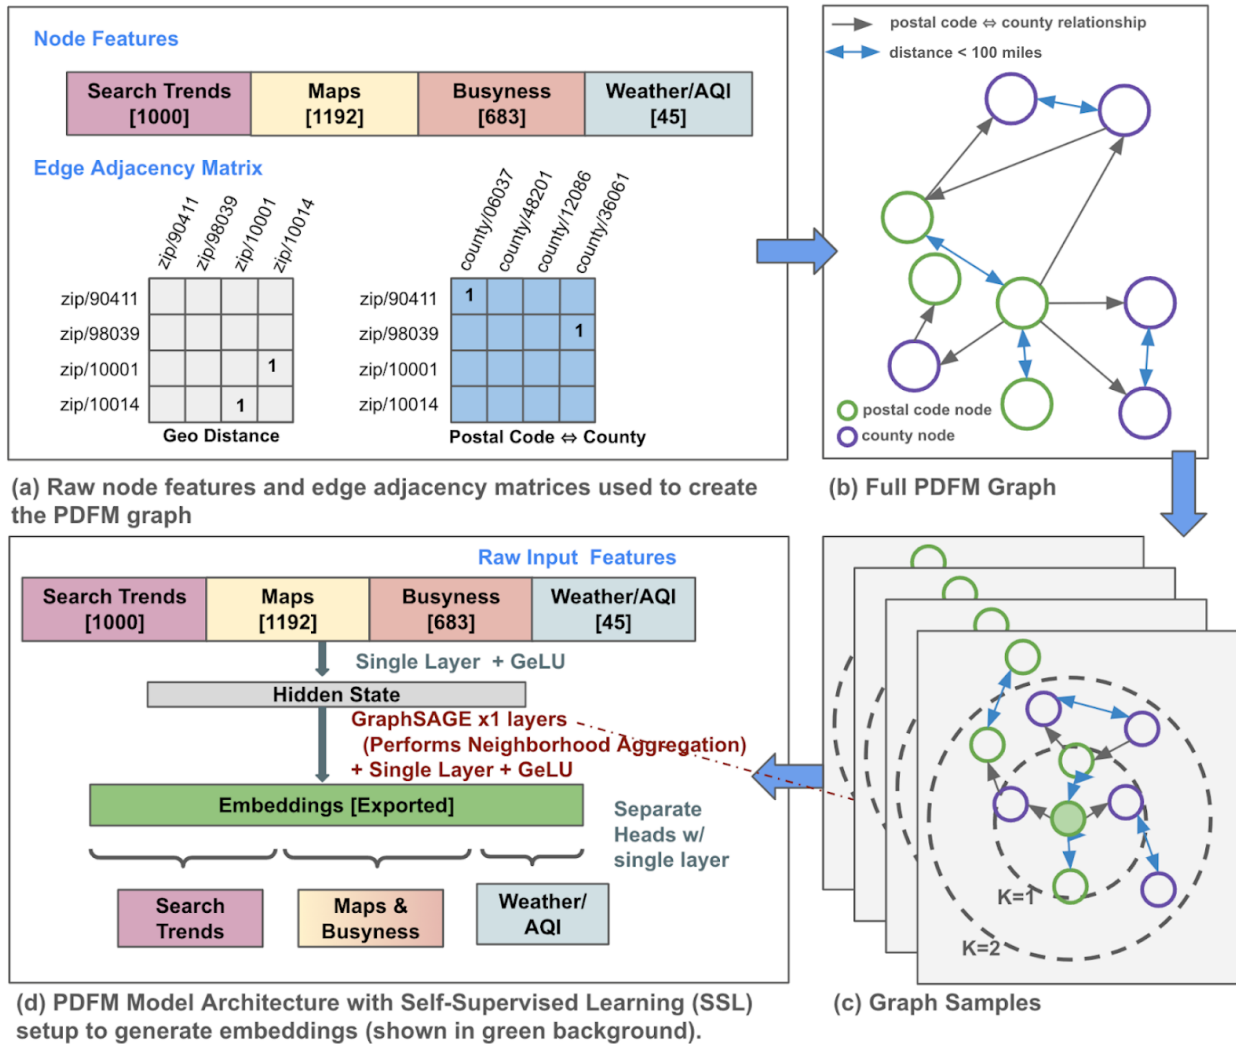 Node Features
Search Trends
[1000]
Maps
[1192]
Busyness
[683]
Weather/AQI
[45]
Edge Adjacency Matrix
zip/90411
zip/98039
zip/10001
zip/10014
zip/90411
zip/98039
zip/10001
1
zip/10014
1
Geo Distance
county/06037
county/48201
county/12086
county/36061
zip/90411
1
zip/98039
1
zip/10001
zip/10014
Postal Code ⇔ County
(a) Raw node features and edge adjacency matrices used to create
the PDFM graph
postal code ⇔ county relationship
distance < 100 miles
postal code node
county node
(b) Full PDFM Graph
Raw Input Features
Search Trends
[1000]
Maps
[1192]
Busyness
[683]
Weather/AQI
[45]
Single Layer + GeLU
Hidden State
GraphSAGE x1 layers
(Performs Neighborhood Aggregation)
+ Single Layer + GeLU
Embeddings [Exported]
Separate
Heads w/
single layer
Search
Trends
Maps &
Busyness
Weather/
AQI
(d) PDFM Model Architecture with Self-Supervised Learning (SSL)
setup to generate embeddings (shown in green background).
K=1
K=2
(c) Graph Samples